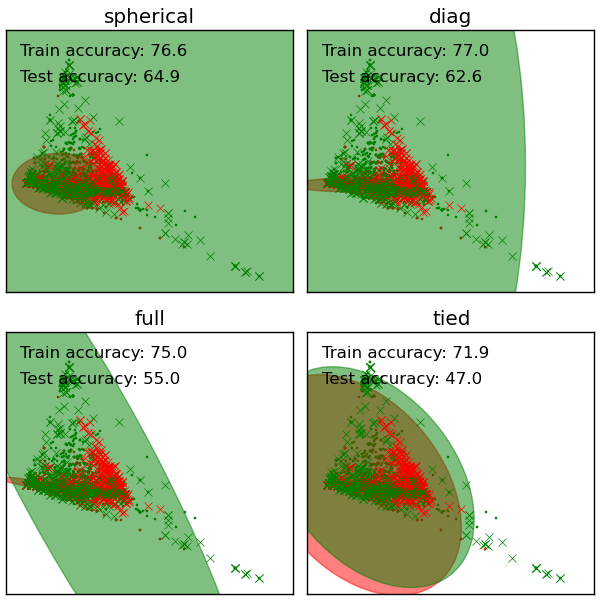 spherical
Train accuracy: 76.6
Test accuracy: 64.9
diag
Train accuracy: 77.0
Test accuracy: 62.6
full
Train accuracy: 75.0
Test accuracy: 55.0
tied
Train accuracy: 71.9
Test accuracy: 47.0